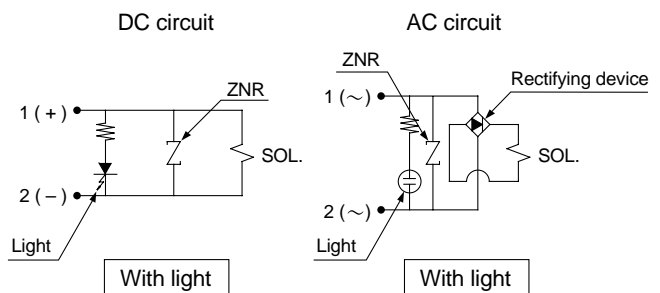 DC circuit
ZNR
1 (+)
SOL.
2 (−)
Light
With light
AC circuit
ZNR
Rectifying device
1 (∼)
SOL.
2 (∼)
Light
With light